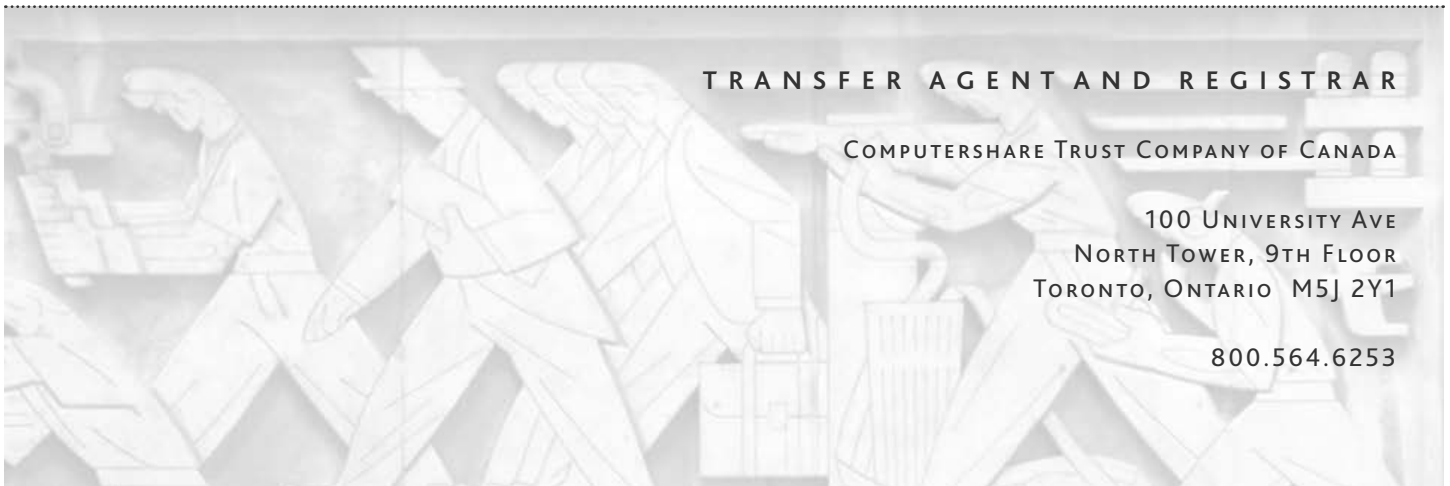 TRANSFER AGENT AND REGISTRAR
COMPUTERSHARE TRUST COMPANY OF CANADA
100 UNIVERSITY AVE
NORTH TOWER, 9TH FLOOR
TORONTO, ONTARIO M5J 2Y1
800.564.6253